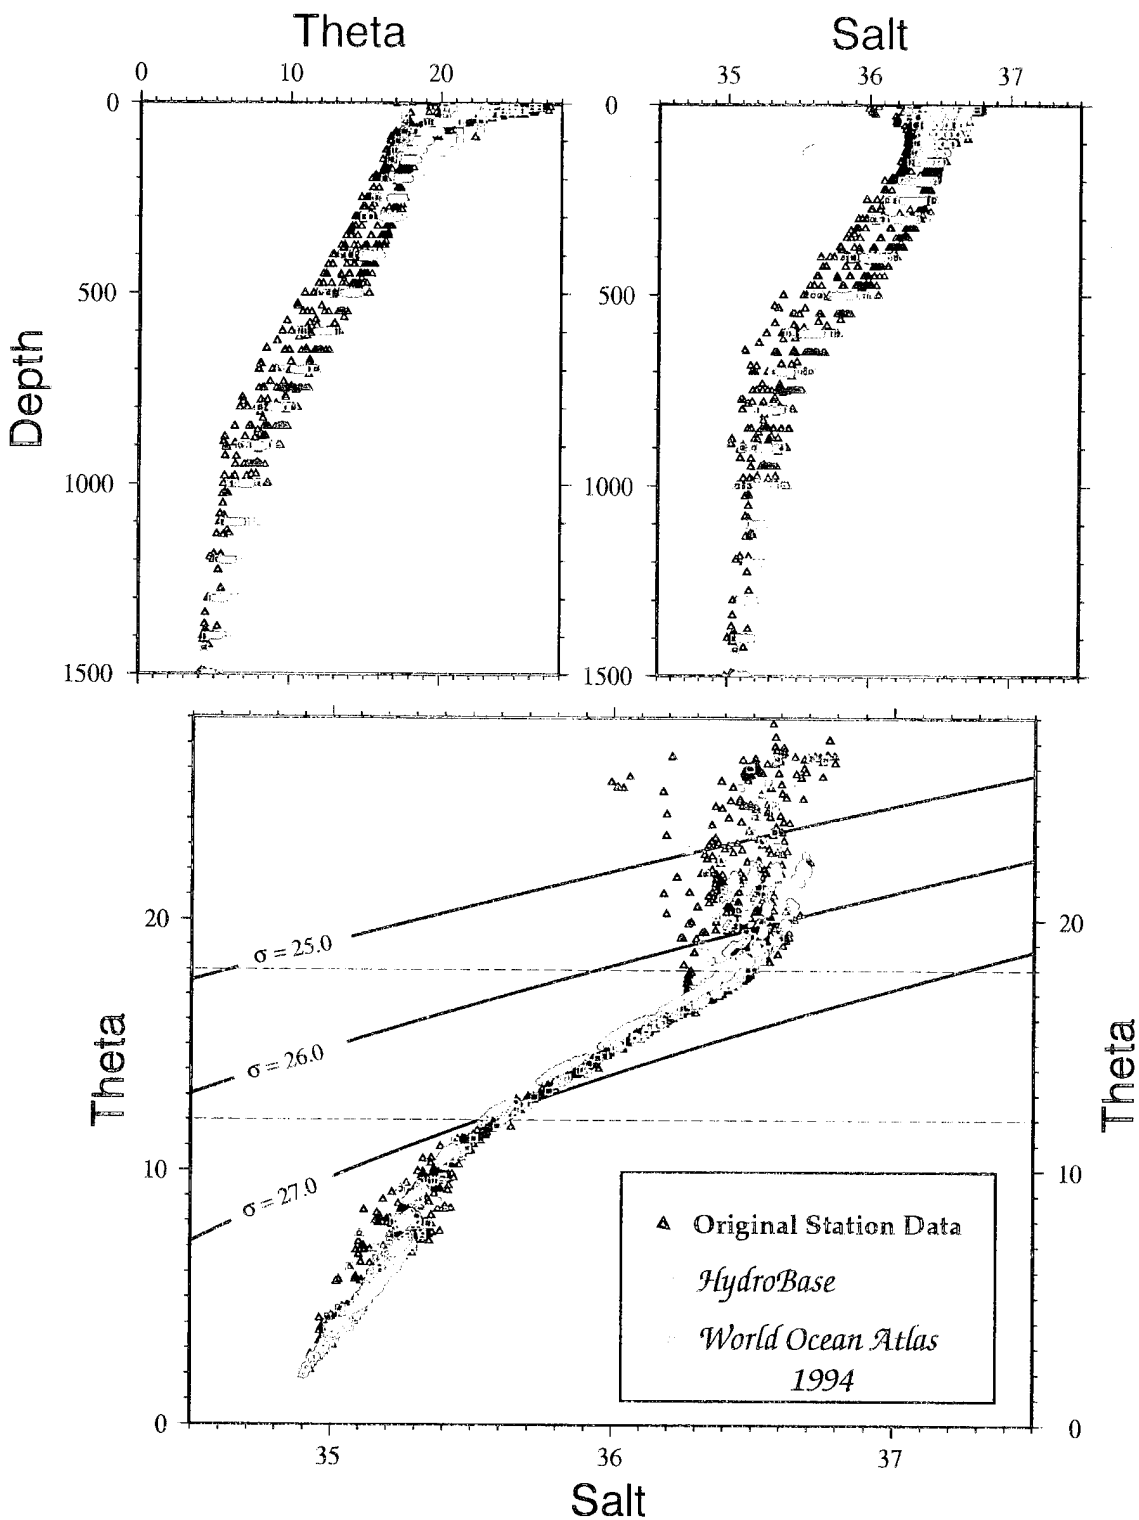 Theta
Salt
0 10 20
35 36 37
0
500
1000
1500
0
500
1000
1500
Depth
σ = 25.0
σ = 26.0
σ = 27.0
20
10
0
20
10
0
Theta
Theta
Original Station Data
HydroBase
World Ocean Atlas
1994
35 36 37
Salt